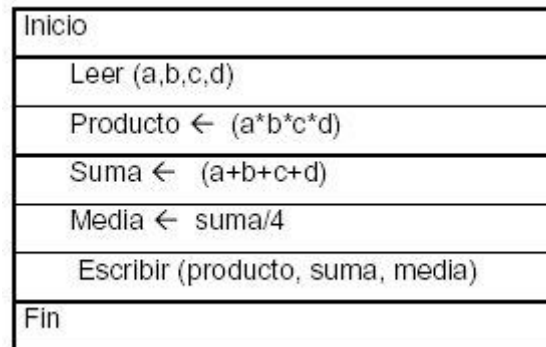 Inicio
Leer (a,b,c,d)
Producto ← (a*b*c*d)
Suma ← (a+b+c+d)
Media ← suma/4
Escribir (producto, suma, media)
Fin